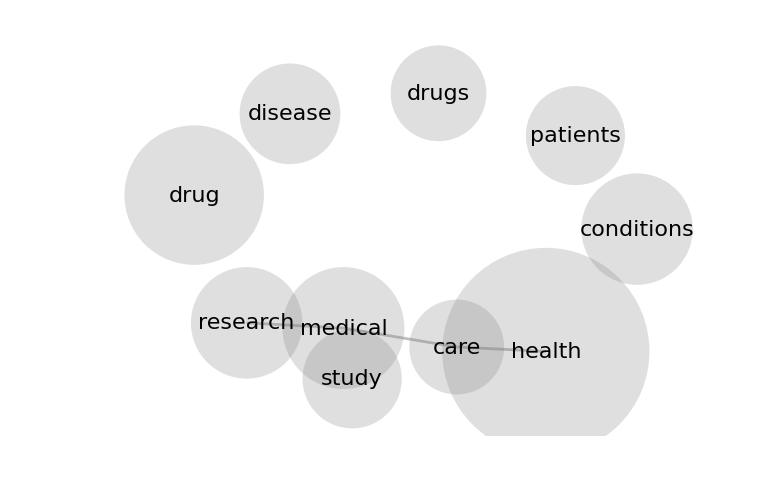 drugs
disease
patients
drug
conditions
research
medical
care
health
study